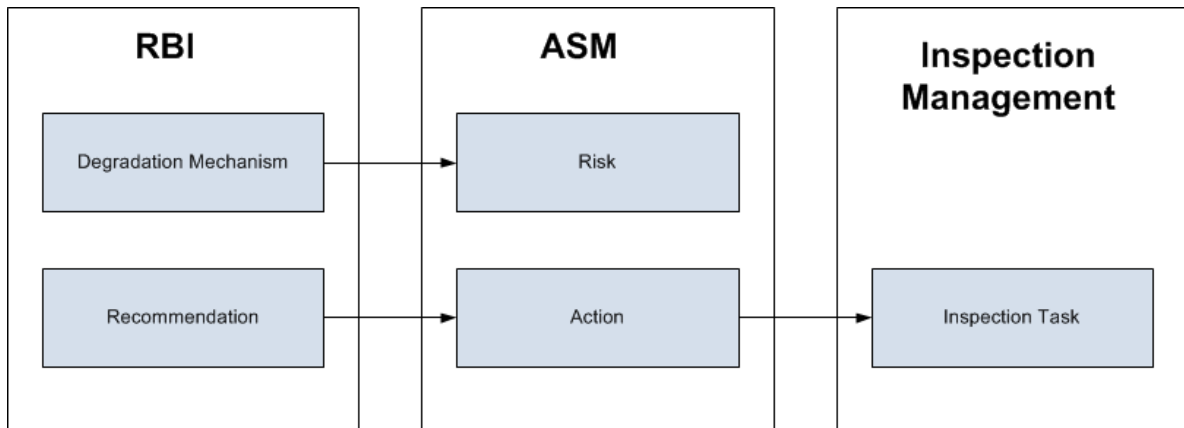 RBI
Degradation Mechanism
Recommendation
ASM
Risk
Action
Inspection
Management
Inspection Task